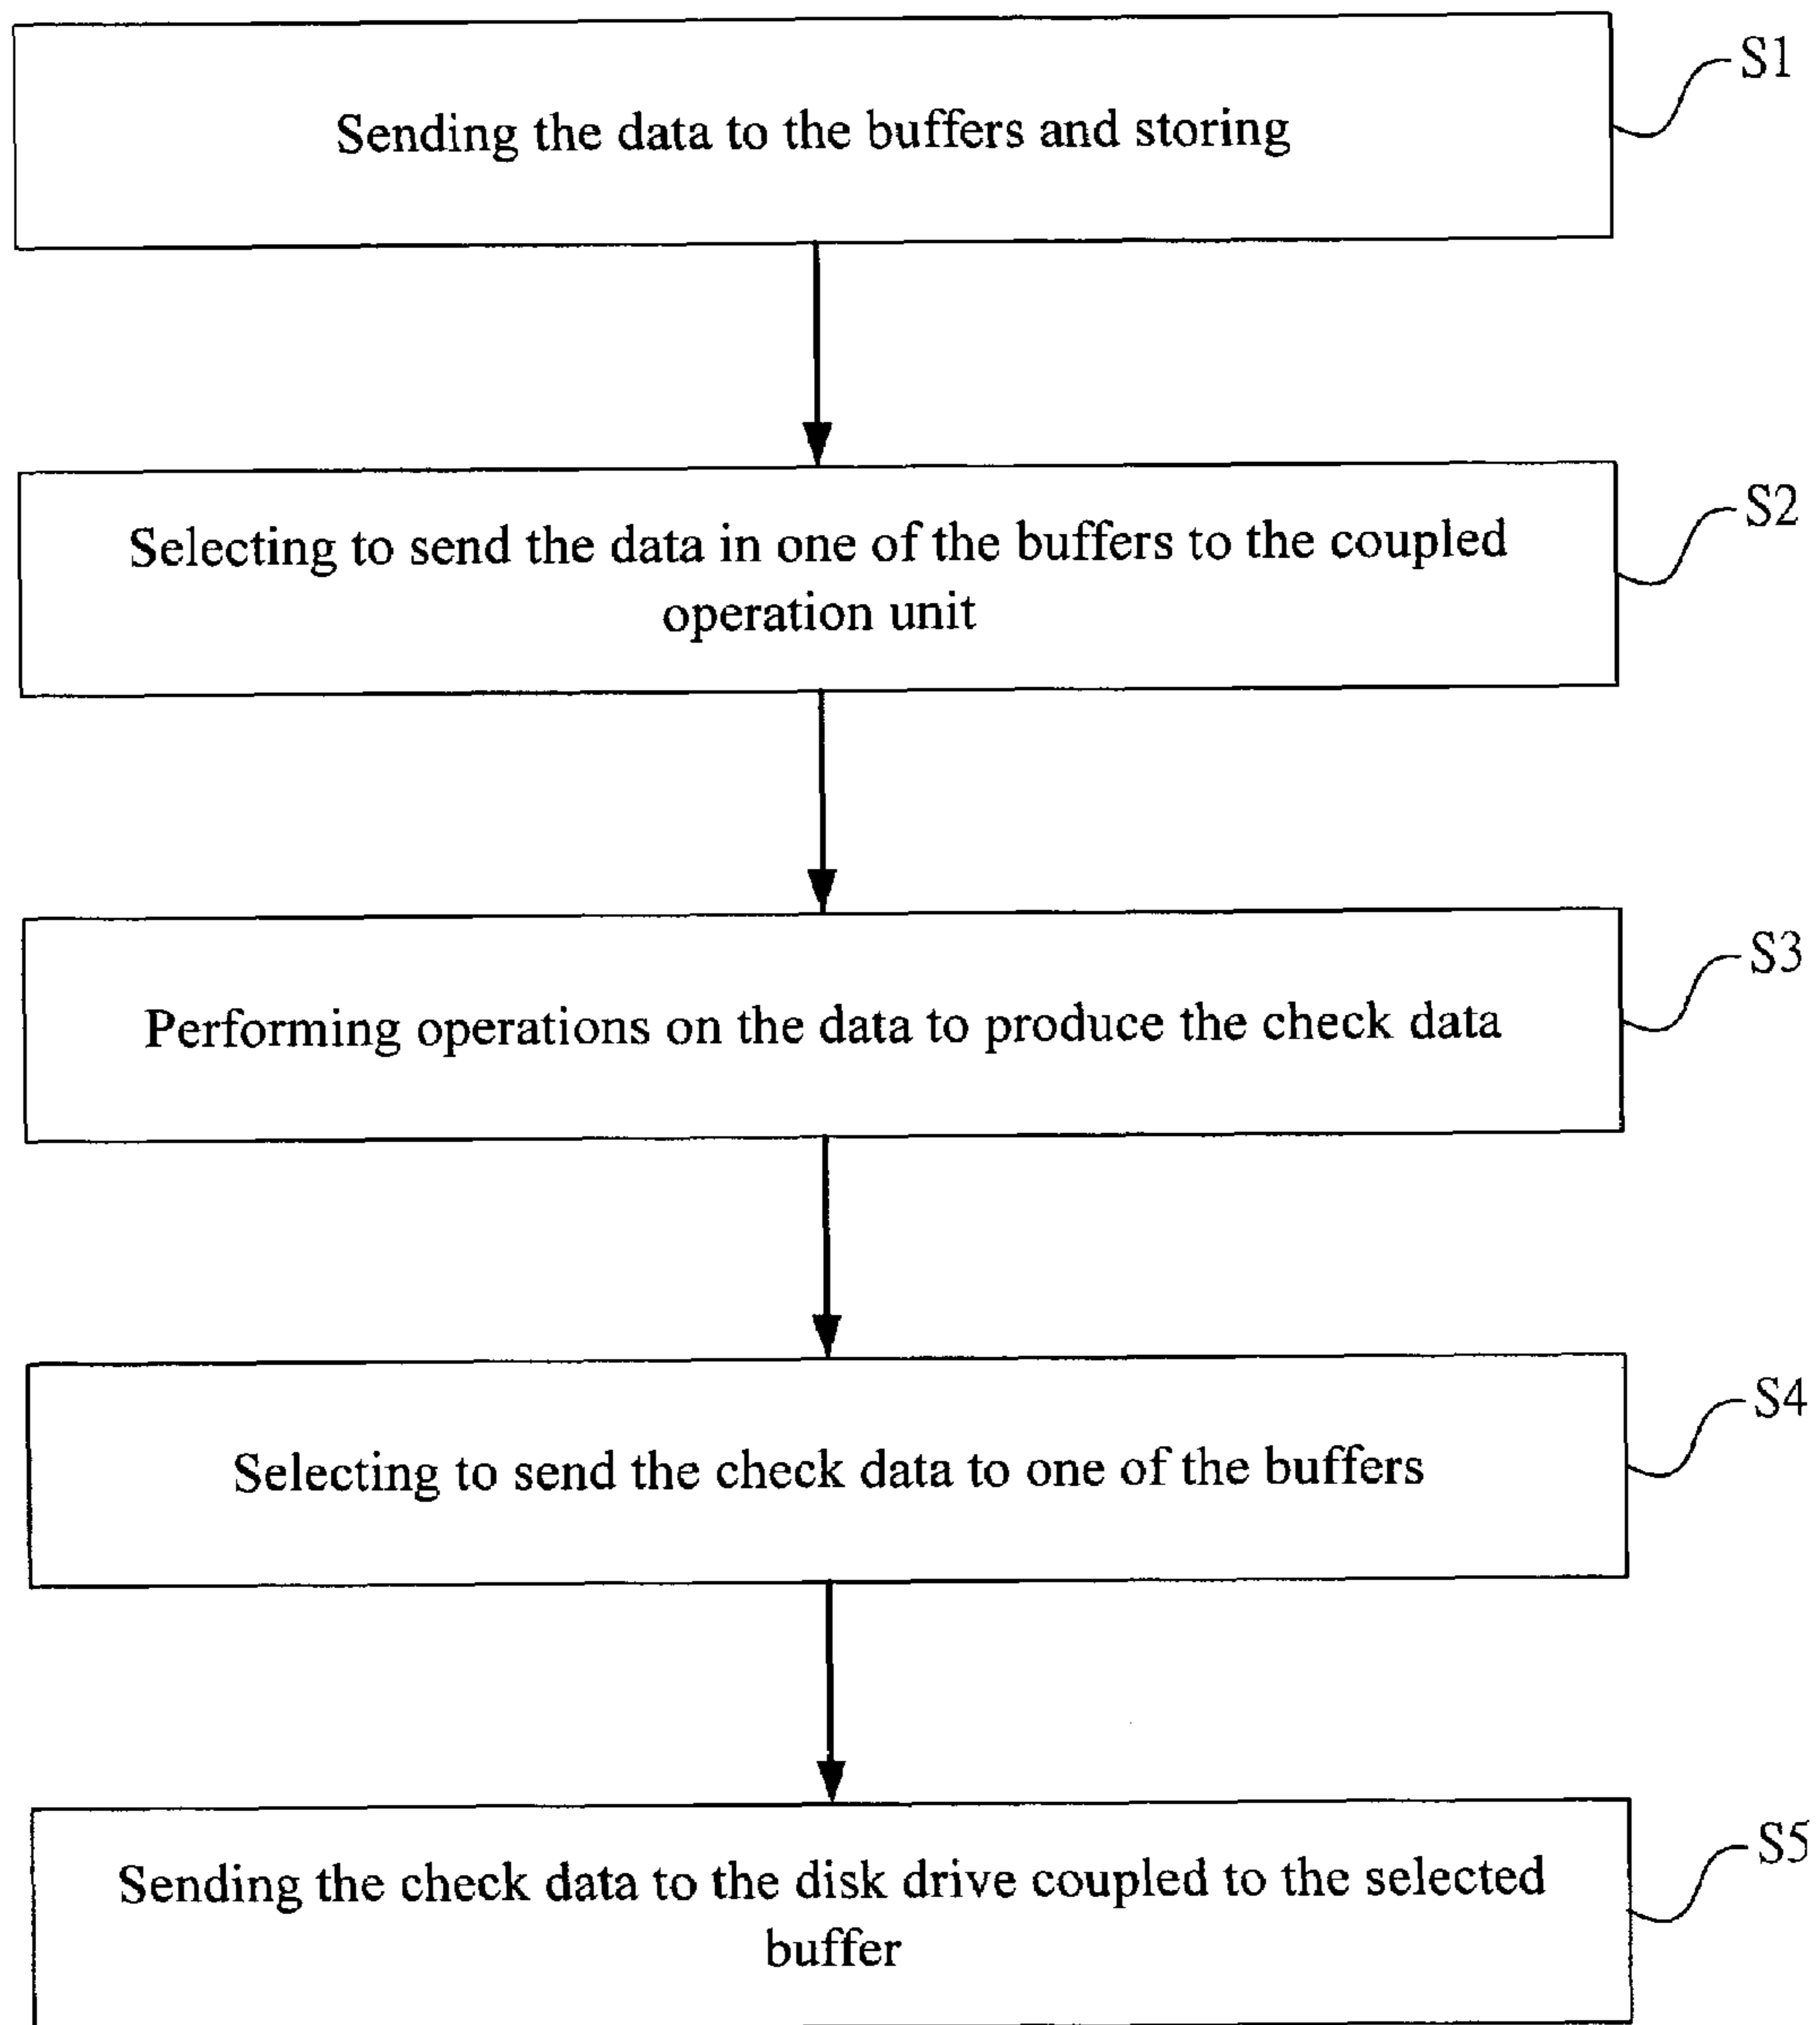 S1
Sending the data to the buffers and storing
S2
Selecting to send the data in one of the buffers to the coupled
operation unit
S3
Performing operations on the data to produce the check data
S4
Selecting to send the check data to one of the buffers
S5
Sending the check data to the disk drive coupled to the selected
buffer